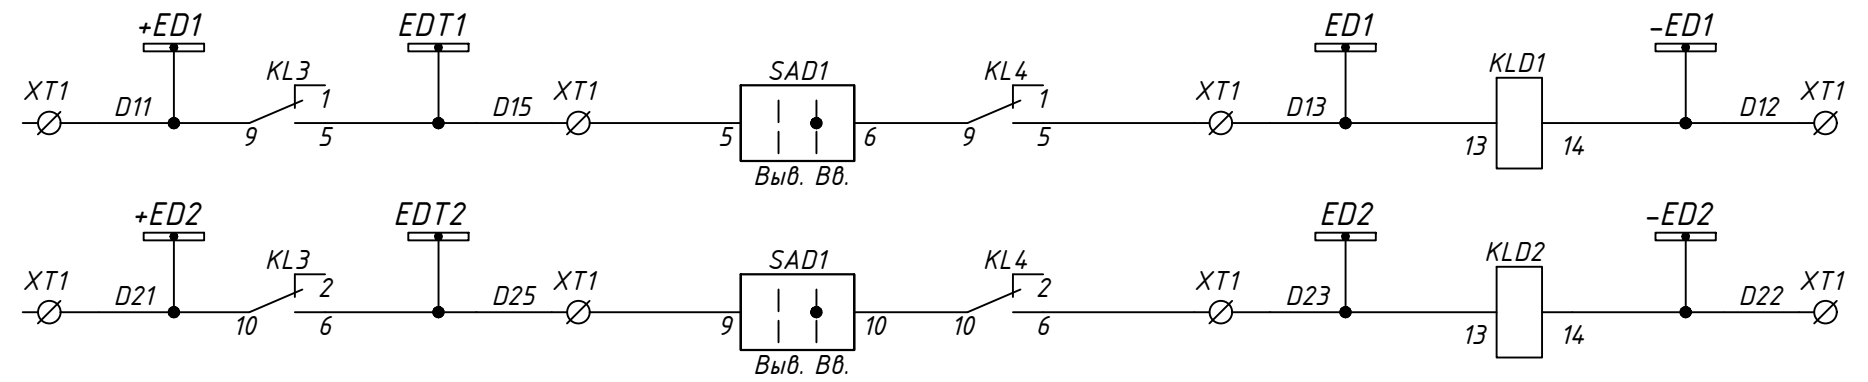 +ED1 EDT1 ED1 -ED1
KL3 SAD1 KL4 KLD1
XT1 D11 1 D15 XT1 1 XT1 D13 D12 XT1
9 5 5 6 9 5 13 14
Выв. Вв.
+ED2 EDT2 ED2 -ED2
KL3 SAD1 KL4 KLD2
XT1 D21 2 D25 XT1 2 XT1 D23 D22 XT1
10 6 9 10 10 6 13 14
Выв. Вв.